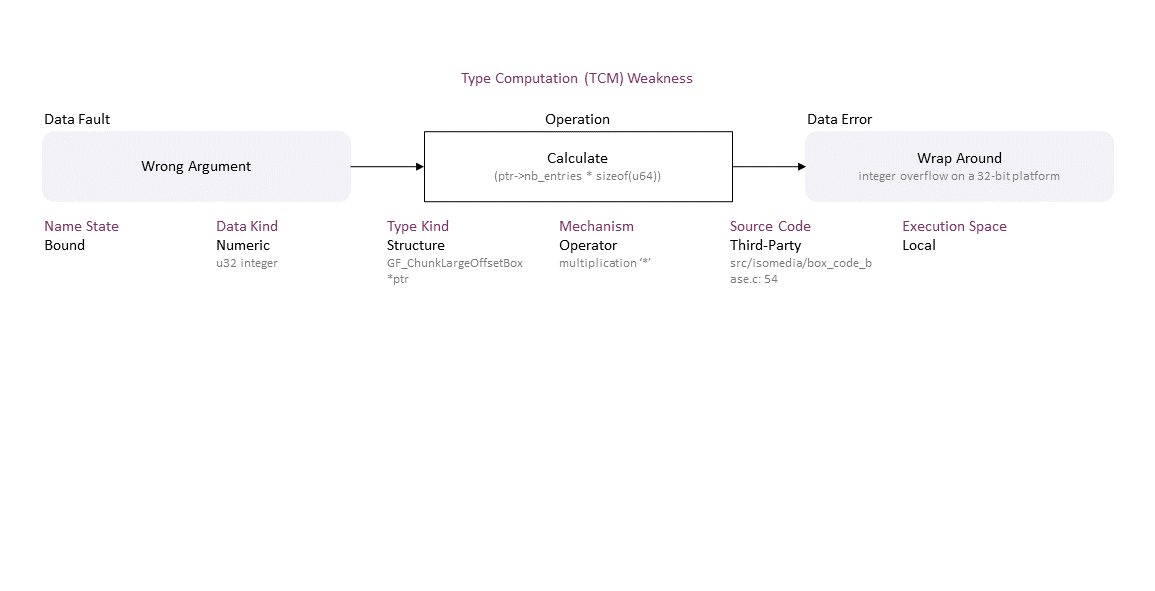 Type Computation (TCM) Weakness
Data Fault
Operation
Data Error
Wrong Argument
Calculate
(ptr->nb_entries * sizeof(u64))
Wrap Around
integer overflow on a 32-bit platform
Name State
Bound
Data Kind
Numeric
u32 integer
Type Kind
Structure
GF_ChunkLargeOffsetBox
*ptr
Mechanism
Operator
multiplication ‘*’
Source Code
Third-Party
src/isomedia/box_code_b
ase.c: 54
Execution Space
Local